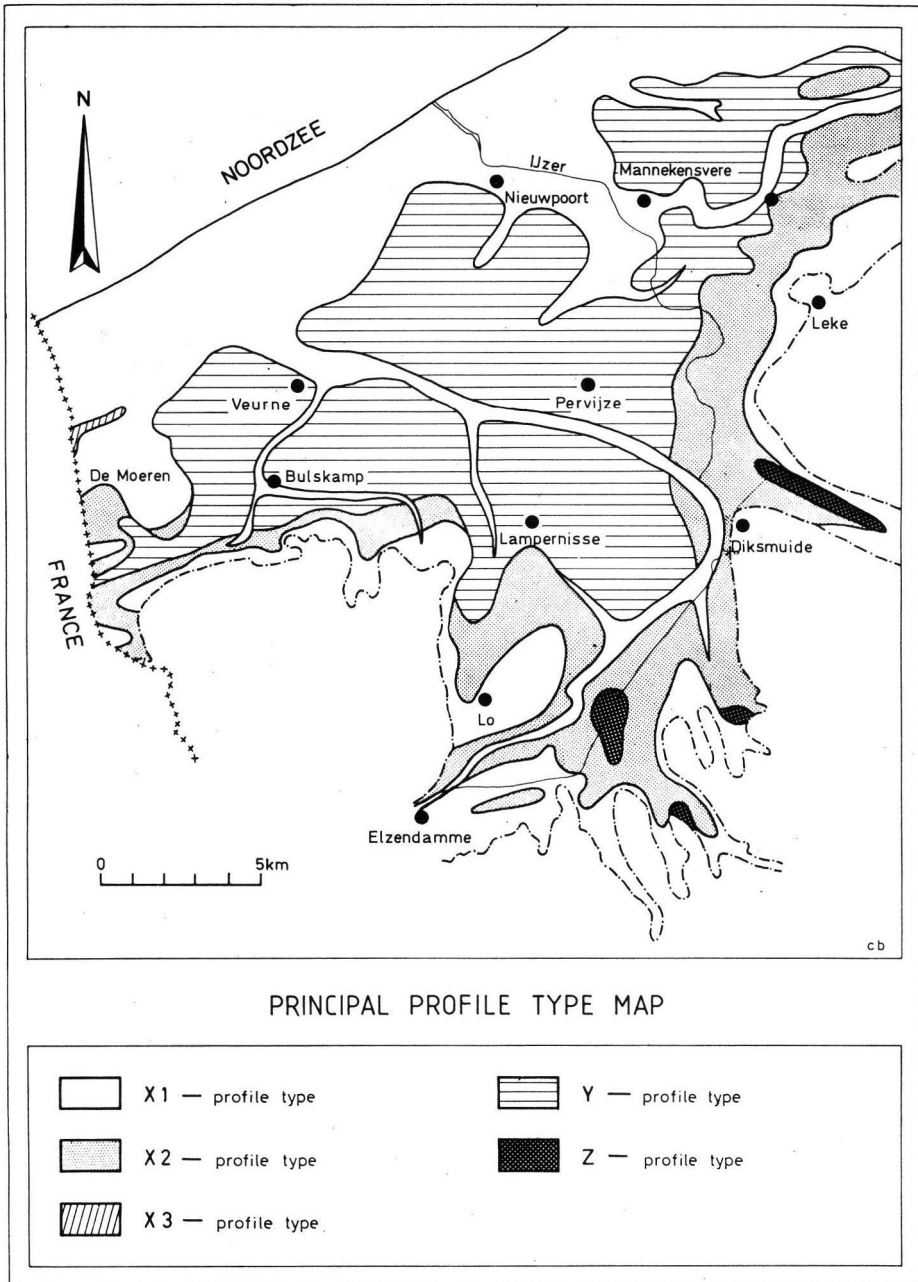 N
NOORDZEE
IJzer
Mannekensvere
Nieuwpoort
Leke
Veurne
Pervijze
De Moeren
Bulskamp
Lampernisse
Diksmuide
FRANCE
Lo
Elzendamme
0 5km
cb
PRINCIPAL PROFILE TYPE MAP
X1 — profile type
X2 — profile type
X3 — profile type
Y — profile type
Z — profile type